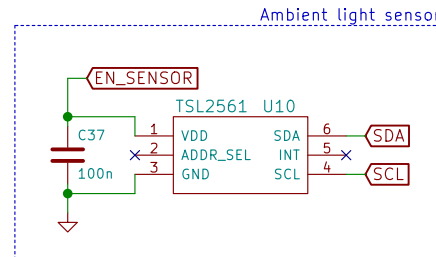 Ambient light sensor
EN_SENSOR
TSL2561 U10
C37
100n
1 VDD
2 ADDR_SEL
3 GND
SDA 6 SDA
INT 5
SCL 4 SCL